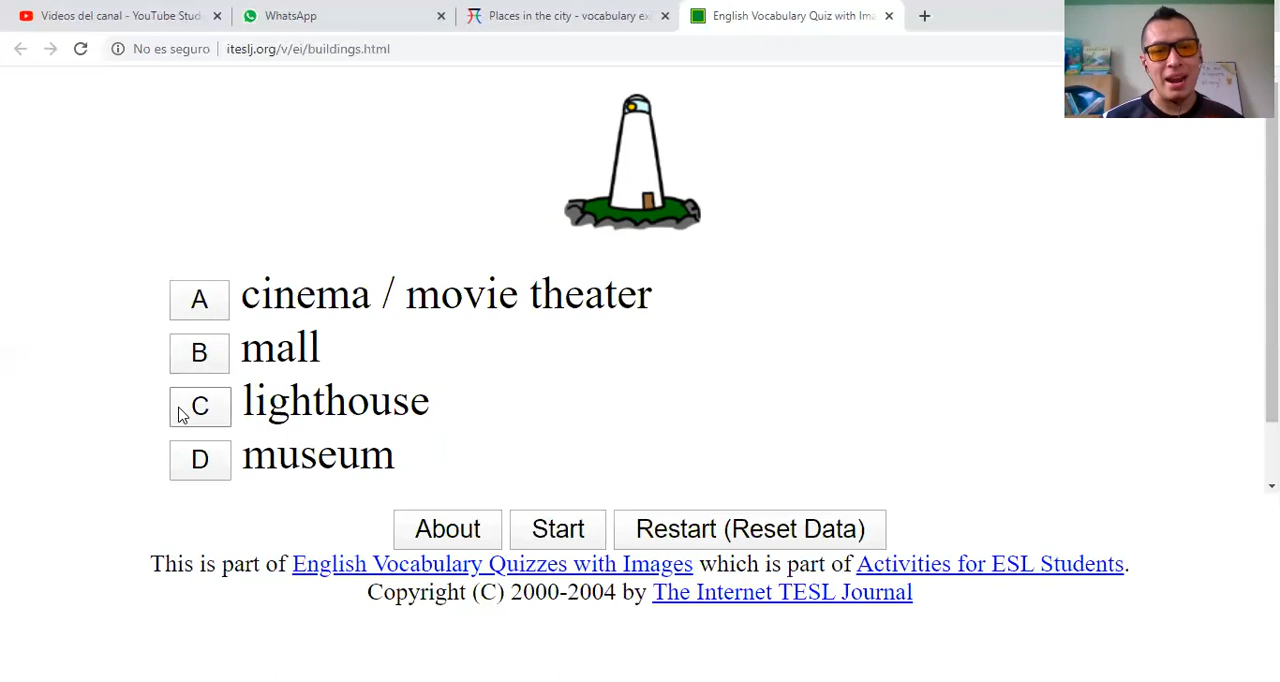 Videos del canal - YouTube Stud
WhatsApp
Places in the city - vocabulary ex
English Vocabulary Quiz with Ima
No es seguro
iteslj.org/v/ei/buildings.html
A cinema / movie theater
B mall
C lighthouse
D museum
About Start Restart (Reset Data)
This is part of English Vocabulary Quizzes with Images which is part of Activities for ESL Students.
Copyright (C) 2000-2004 by The Internet TESL Journal